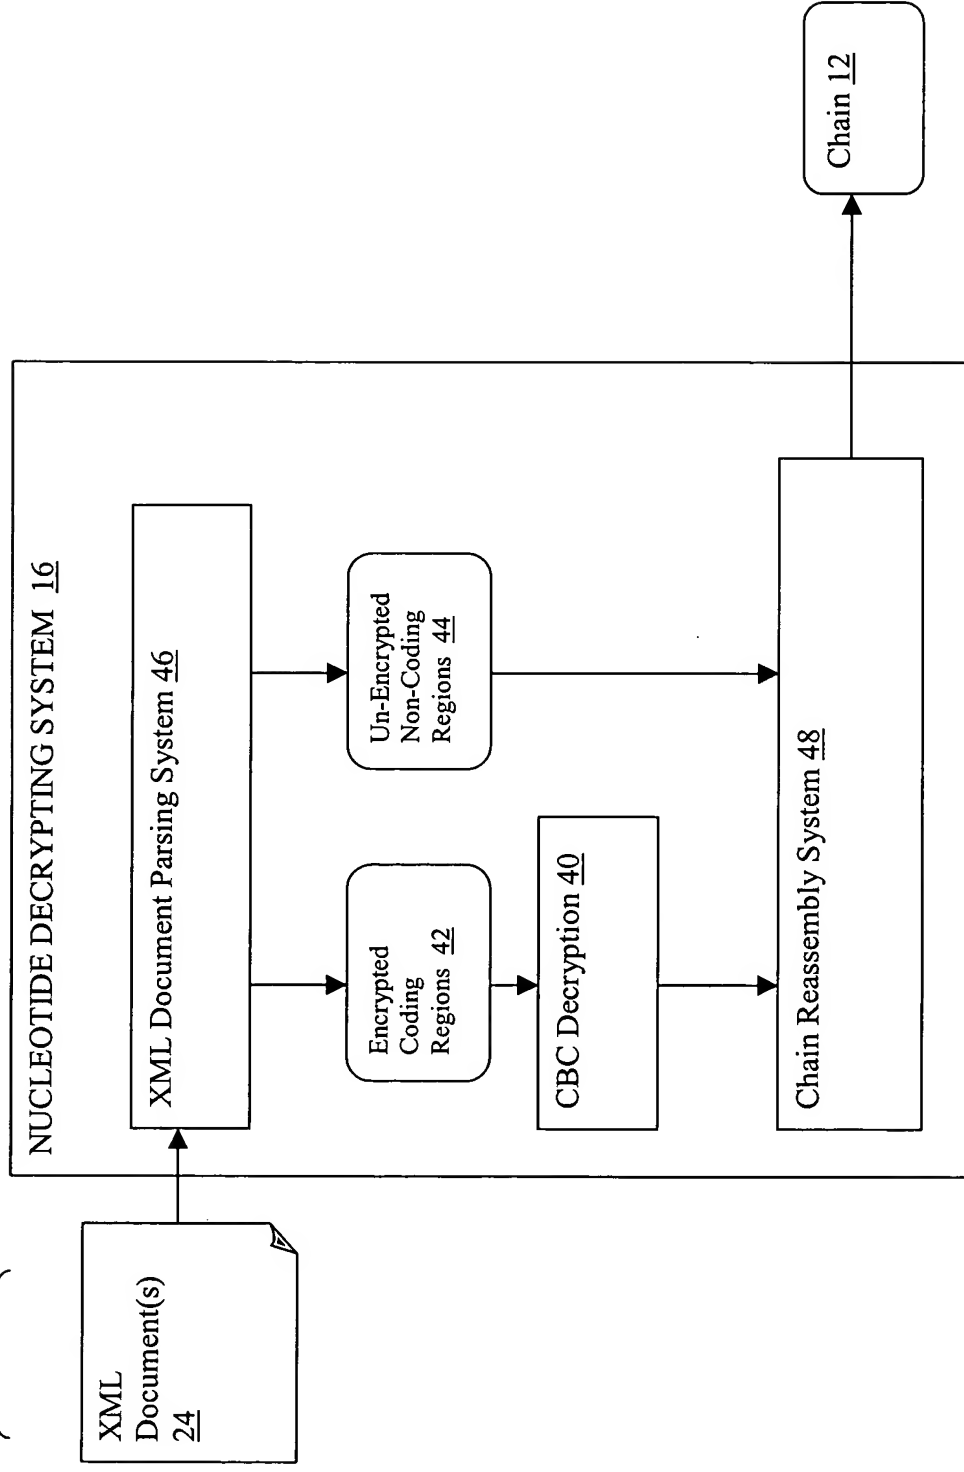 NUCLEOTIDE DECRYPTING SYSTEM 16
XML
Document(s)
24
XML Document Parsing System 46
Encrypted
Coding
Regions 42
Un-Encrypted
Non-Coding
Regions 44
CBC Decryption 40
Chain Reassembly System 48
Chain 12